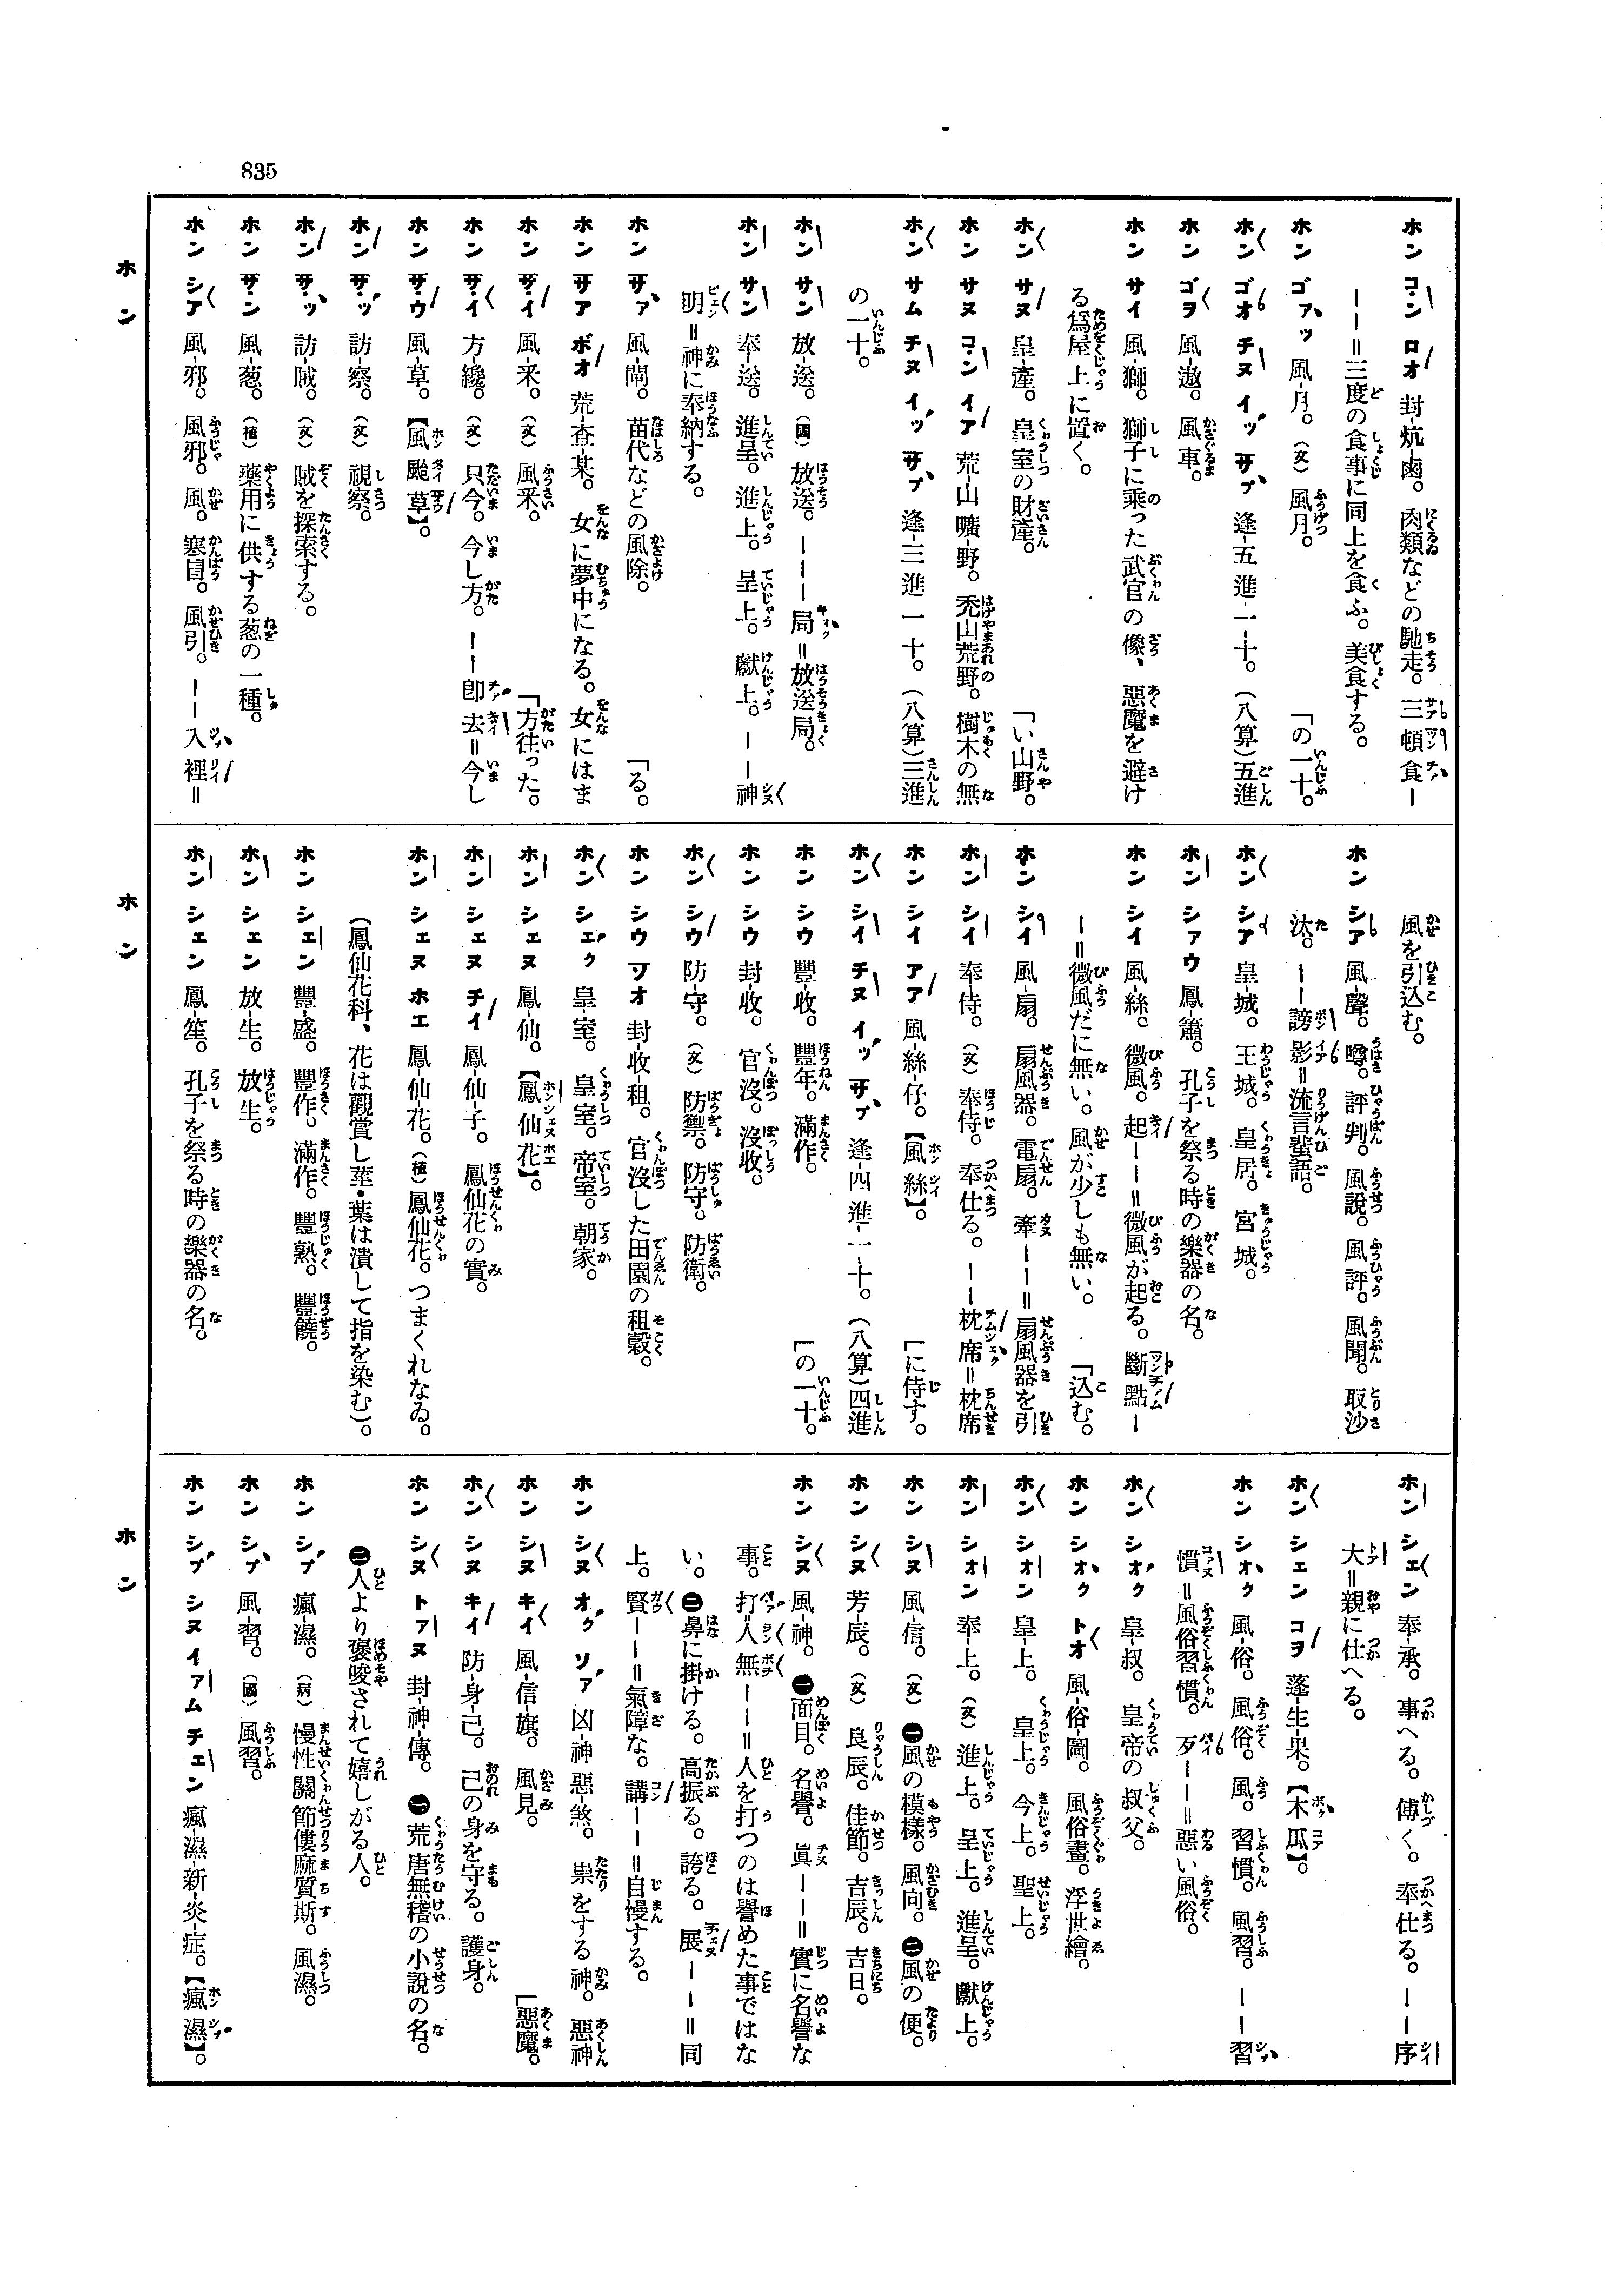 835
ホン コン ロオ 封-炕-鹵。肉類などの馳走。三頓食―
――＝三度の食事に同上を食ふ。美食する。
ホン ゴァッ 風-月。(文) 風月。 「の一十。
ホン ゴオ チヌ イッ サプ 逢-五 進-一-十。(八算)五進
ホン ゴヲ 風-遨。風車。
ホン サイ 風-獅。獅子に乘った武官の像、惡魔を避け
る爲屋上に置く。
ホン サヌ 皇-產。皇室の財產。 「い山野。
ホン サヌ コン イア 荒-山 曠-野。禿山荒野。樹木の無
ホン サム チヌ イッ サプ 逢-三 進 一 十。(八算)三進
の一十。
ホン サン 放-送。(國) 放送。―――局＝放送局。
ホン サン 奉-送。進呈。進上。呈上。獻上。――神
明＝神に奉納する。
ホン サァ 風-閘。苗代などの風除。 「る。
ホン サア ボオ 荒-査-某。女に夢中になる。女にはま
ホン サイ 風-釆。(文) 風釆。 「方往った。
ホン サイ 方-纔。(文) 只今。今し方。――卽去＝今し
ホン サウ 風-草。【風颱草】。
ホン サッ 訪-察。(文) 視察。
ホン サッ 訪-賊。(文) 賊を探索する。
ホン サン 風-葱。(植) 藥用に供する葱の一種。
ホン シア 風-邪。風邪。風。寒冒。風引。――入裡＝
ホン
風を引込む。
ホン シア 風-聲。噂。評判。風說。風評。風聞。取沙
汰。――謗影＝流言蜚語。
ホン シア 皇-城。王城。皇居。宮城。
ホン シァウ 鳳-簫。孔子を祭る時の樂器の名。
ホン シイ 風-絲。微風。起――＝微風が起る。斷點―
―＝微風だに無い。風が少しも無い。 「込む。
ホン シイ 風-扇。扇風器。電扇。牽――＝扇風器を引
ホン シイ 奉-侍。(文) 奉侍。奉仕る。――枕席＝枕席
ホン シイ アア 風-絲-仔。【風絲】。 「に侍す。
ホン シイ チヌ イッ サプ 逢-四 進-一-十。(八算)四進
ホン シウ 豐-收。豐年。滿作。 「の一十。
ホン シウ 封-收。官沒。沒收。
ホン シウ 防-守。(文) 防禦。防守。防衞。
ホン シウ ソオ 封-收-租。官沒した田園の租穀。
ホン シェク 皇-室。皇室。帝室。朝家。
ホン シェヌ 鳳-仙。【鳳仙花】。
ホン シェヌ チイ 鳳-仙-子。鳳仙花の實。
ホン シェヌ ホエ 鳳-仙-花。(植)鳳仙花。つまくれなゐ。
(鳳仙花科、花は觀賞し莖・葉は潰して指を染む)。
ホン シェン 豐-盛。豐作。滿作。豐熟。豐饒。
ホン シェン 放-生。放生。
ホン シェン 鳳-笙。孔子を祭る時の樂器の名。
ホン
ホン シェン 奉-承。事へる。傅く。奉仕る。――序
大＝親に仕へる。
ホン シェン コヲ 蓬-生-果。【木瓜】。
ホン シオク 風-俗。風俗。風。習慣。風習。――習
慣＝風俗習慣。歹――＝惡い風俗。
ホン シオク 皇-叔。皇帝の叔父。
ホン シオク トオ 風-俗-圖。風俗畫。浮世繪。
ホン シオン 皇-上。皇上。今上。聖上。
ホン シオン 奉-上。(文) 進上。呈上。進呈。獻上。
ホン シヌ 風-信。(文) ㊀風の模樣。風向。㊁風の便。
ホン シヌ 芳-辰。(文) 良辰。佳節。吉辰。吉日。
ホン シヌ 風-神。㊀面目。名譽。眞――＝實に名譽な
事。打人無――＝人を打つのは譽めた事ではな
い。㊁鼻に掛ける。高振る。誇る。展――＝同
上。賢――＝氣障な。講――＝自慢する。
ホン シヌ オク ソァ 凶-神 惡-煞。祟をする神。惡神
ホン シヌ キイ 風-信-旗。風見。 「惡魔。
ホン シヌ キイ 防-身-己。己の身を守る。護身。
ホン シヌ トァヌ 封-神-傳。㊀荒唐無稽の小說の名。
㊁人より褒唆されて嬉しがる人。
ホン シプ 瘋-濕。(病) 慢性關節僂麻質斯。風濕。
ホン シプ 風-習。(國) 風習。
ホン シプ シヌ イアム チェン 瘋-濕-新-炎-症。【瘋濕】。
ホン